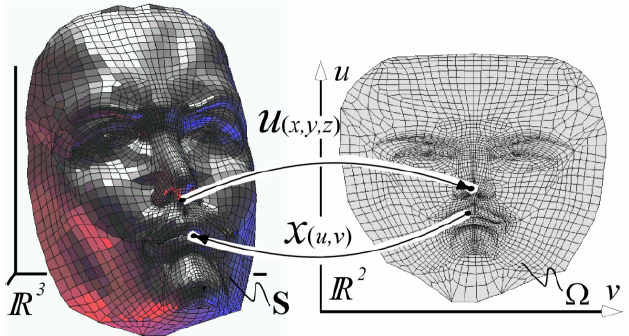 u
u(x,y,z)
x(u,v)
ℝ³
S
ℝ²
Ω
v